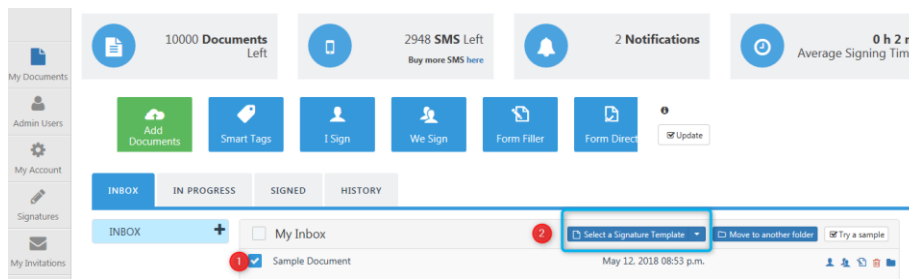 10000 Documents
Left
2948 SMS Left
Buy more SMS here
2 Notifications
0 h 2
Average Signing Tim
My Documents
Admin Users
My Account
Signatures
My Invitations
Add
Documents
Smart Tags
I Sign
We Sign
Form Filler
Form Direct
Update
INBOX
IN PROGRESS
SIGNED
HISTORY
INBOX
My Inbox
2
Select a Signature Template
Move to another folder
Try a sample
1
Sample Document
May 12, 2018 08:53 p.m.